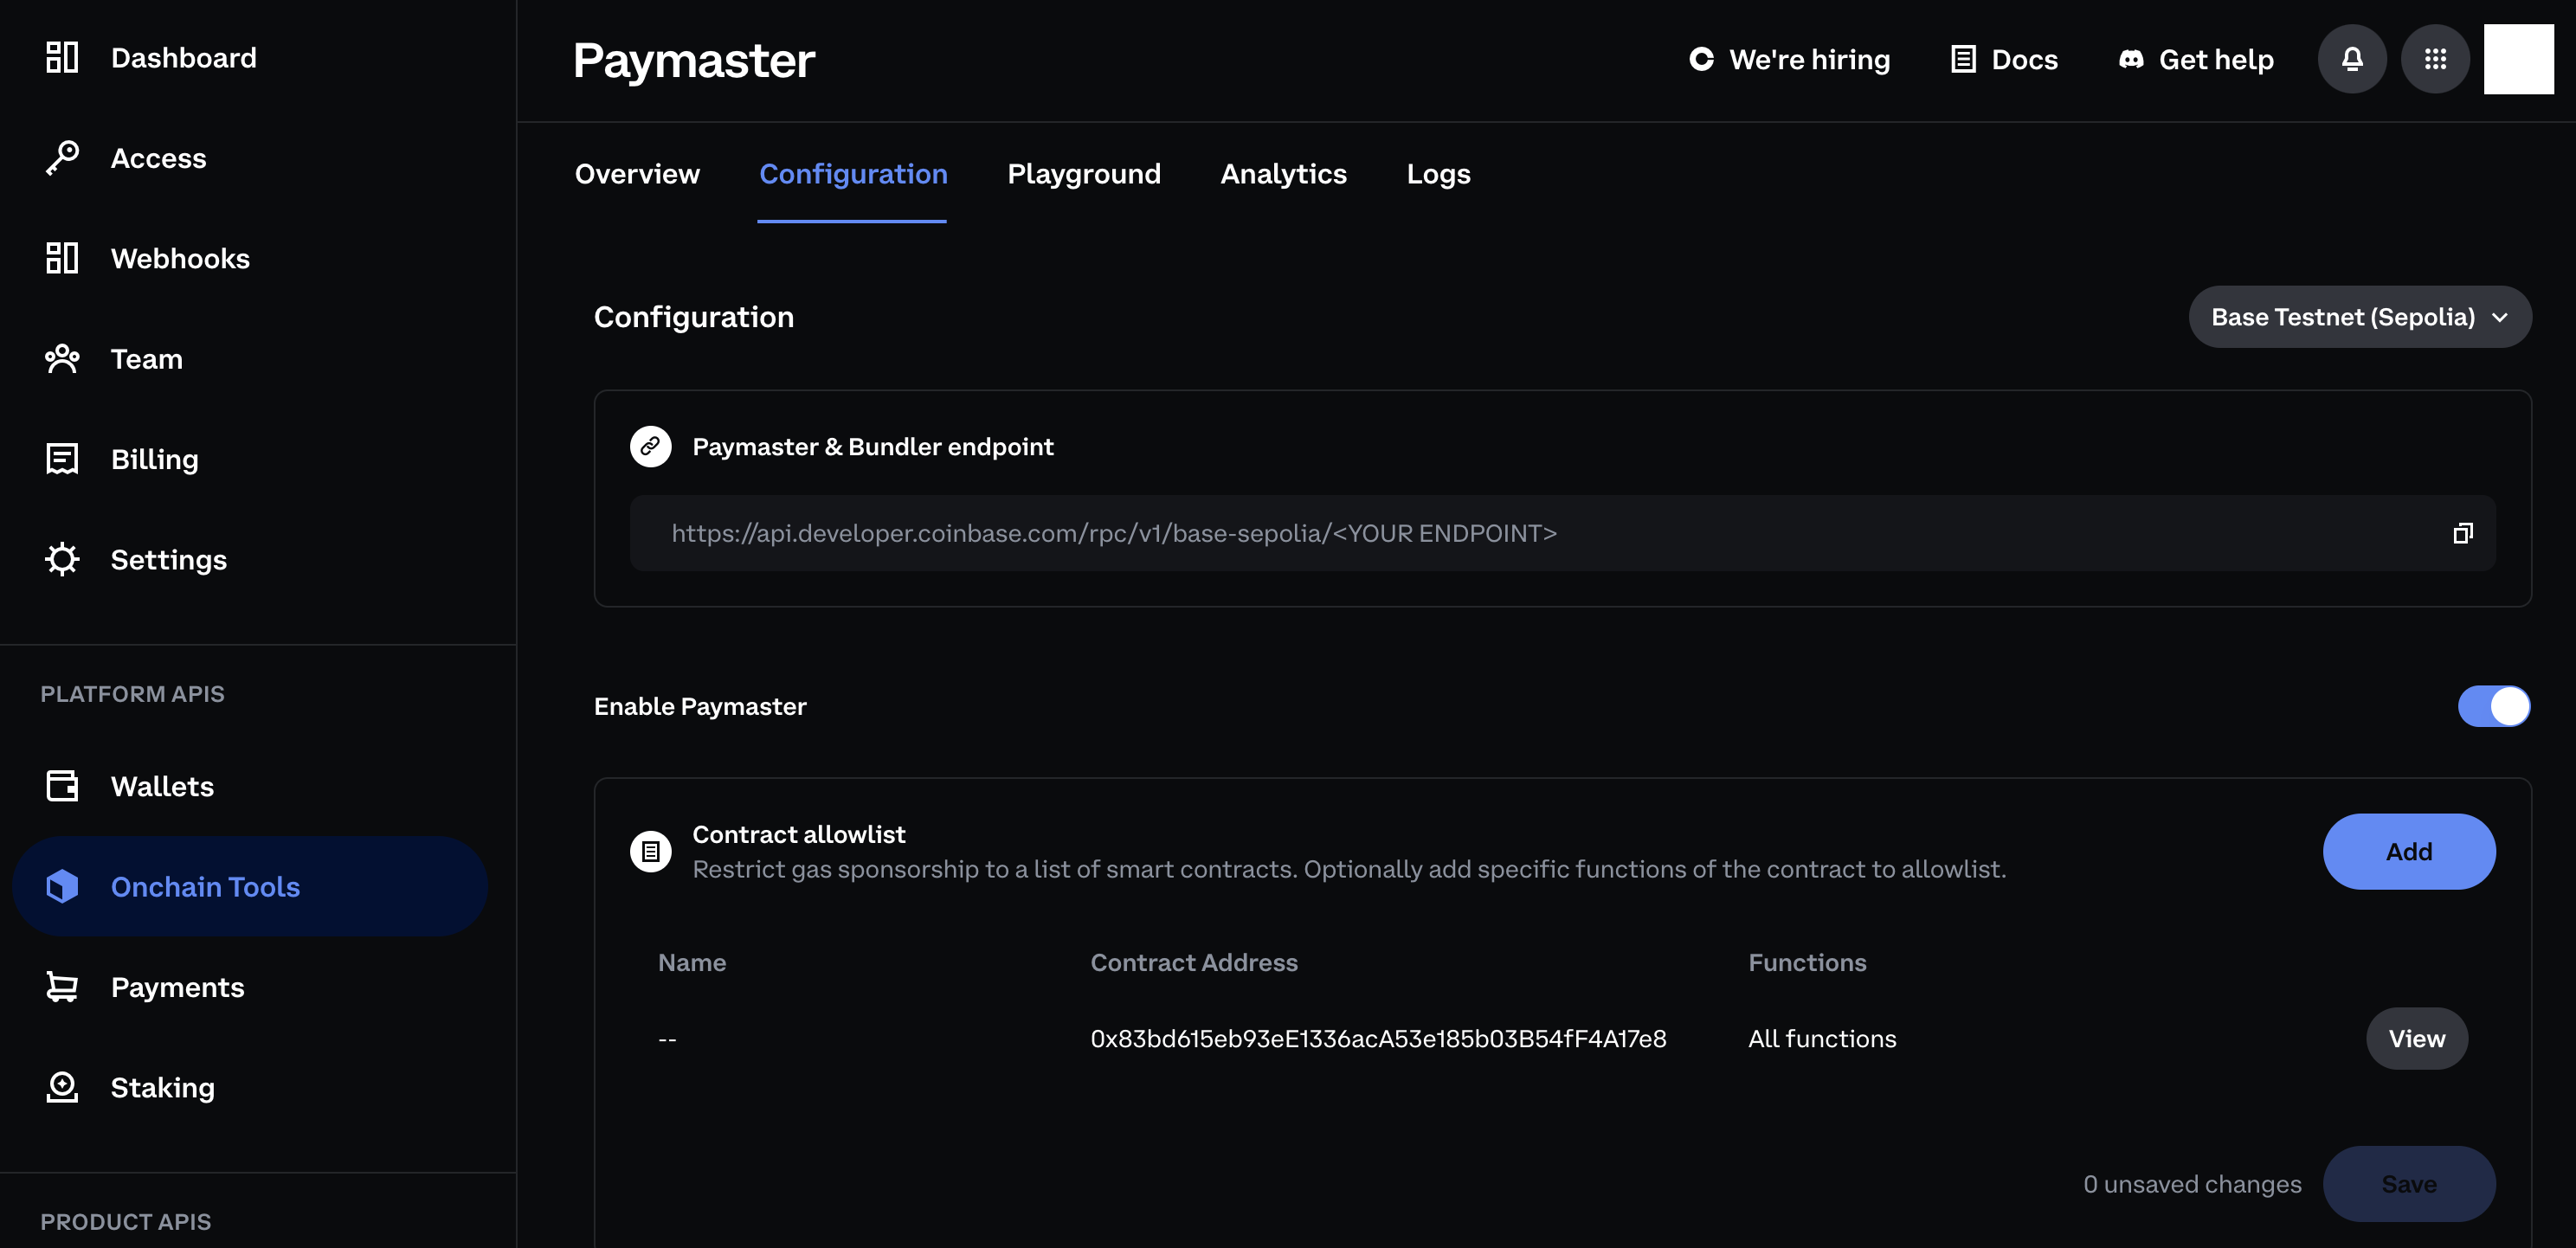 Dashboard
Access
Webhooks
Team
Billing
Settings
PLATFORM APIS
Wallets
Onchain Tools
Payments
Staking
PRODUCT APIS
Paymaster
We're hiring
Docs
Get help
Overview Configuration Playground Analytics Logs
Configuration
Base Testnet (Sepolia)
Paymaster & Bundler endpoint
https://api.developer.coinbase.com/rpc/v1/base-sepolia/<YOUR ENDPOINT>
Enable Paymaster
Contract allowlist
Restrict gas sponsorship to a list of smart contracts. Optionally add specific functions of the contract to allowlist.
Add
Name Contract Address Functions
-- 0x83bd615eb93eE1336acA53e185b03B54fF4A17e8 All functions View
0 unsaved changes Save